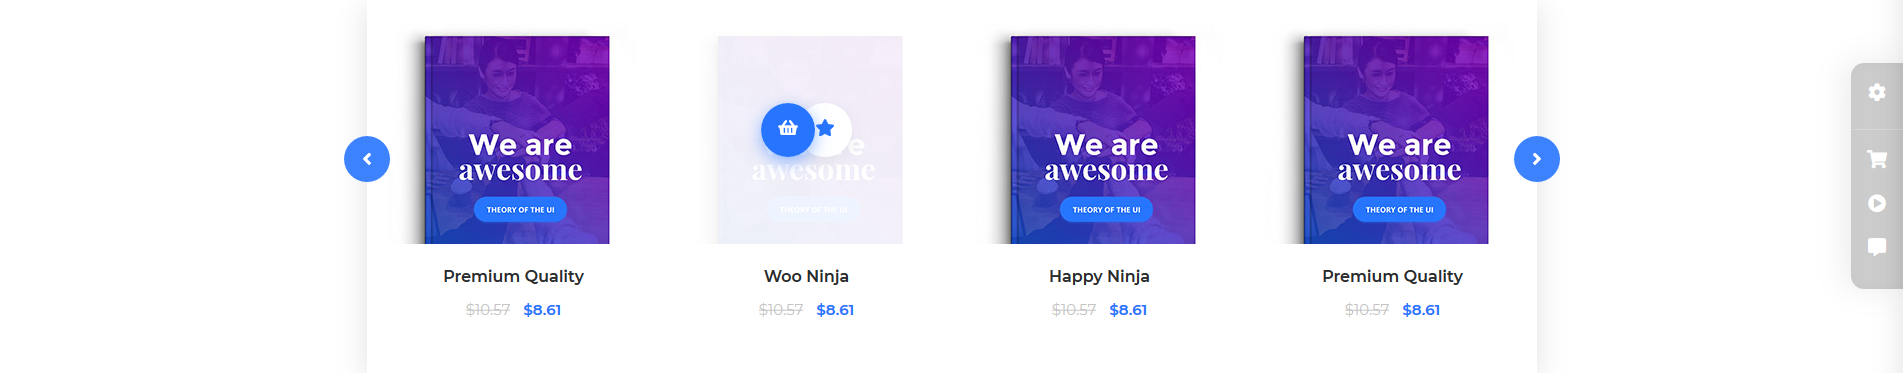 We are
awesome
THEORY OF THE UI
Premium Quality
$10.57 $8.61
awesome
THEORY OF THE UI
Woo Ninja
$10.57 $8.61
We are
awesome
THEORY OF THE UI
Happy Ninja
$10.57 $8.61
We are
awesome
THEORY OF THE UI
Premium Quality
$10.57 $8.61